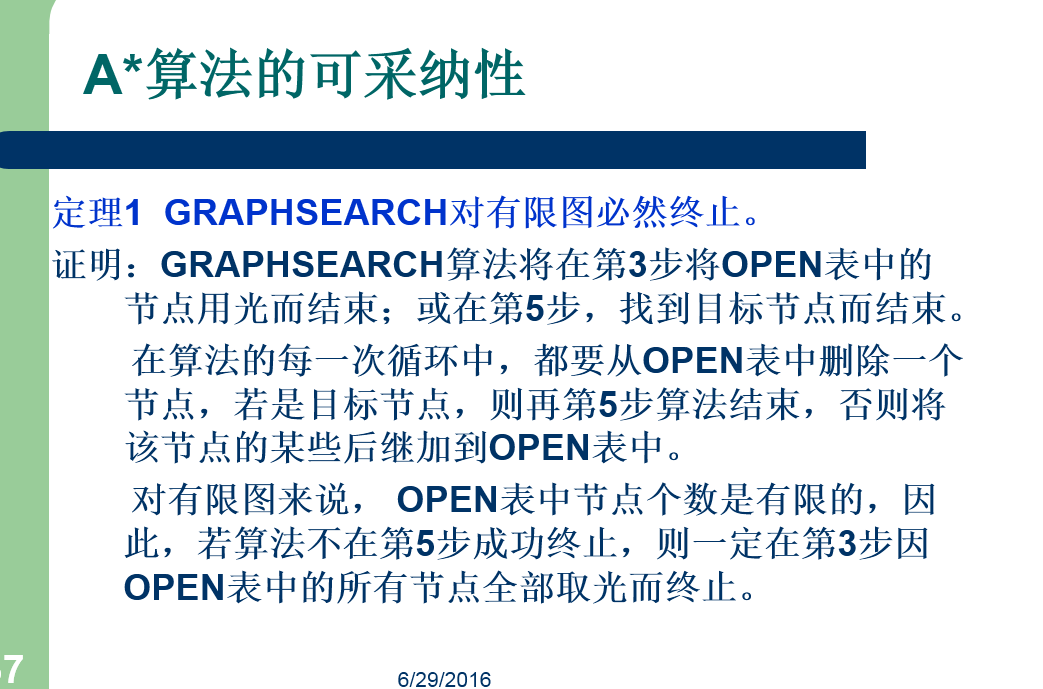 A*算法的可采纳性
定理1 GRAPHSEARCH对有限图必然终止。
证明：GRAPHSEARCH算法将在第3步将OPEN表中的
节点用光而结束；或在第5步，找到目标节点而结束。
在算法的每一次循环中，都要从OPEN表中删除一个
节点，若是目标节点，则再第5步算法结束，否则将
该节点的某些后继加到OPEN表中。
对有限图来说， OPEN表中节点个数是有限的，因
此，若算法不在第5步成功终止，则一定在第3步因
OPEN表中的所有节点全部取光而终止。
7
6/29/2016